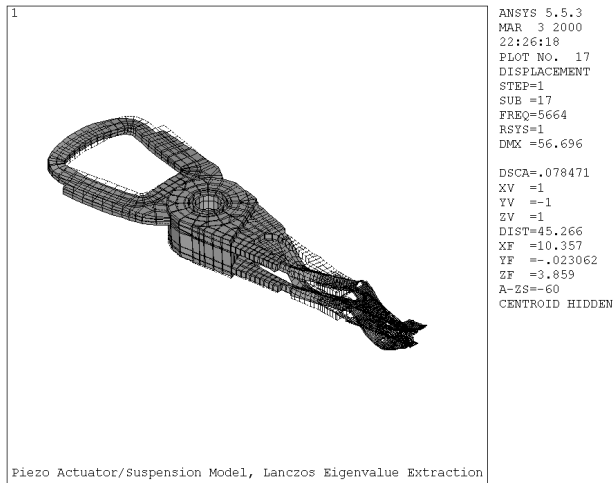 1
ANSYS 5.5.3
MAR  3 2000
22:26:18
PLOT NO.  17
DISPLACEMENT
STEP=1
SUB =17
FREQ=5664
RSYS=1
DMX =56.696
DSCA=.078471
XV  =1
YV  =-1
ZV  =1
DIST=45.266
XF  =10.357
YF  =-.023062
ZF  =3.859
A-ZS=-60
CENTROID HIDDEN
Piezo Actuator/Suspension Model, Lanczos Eigenvalue Extraction